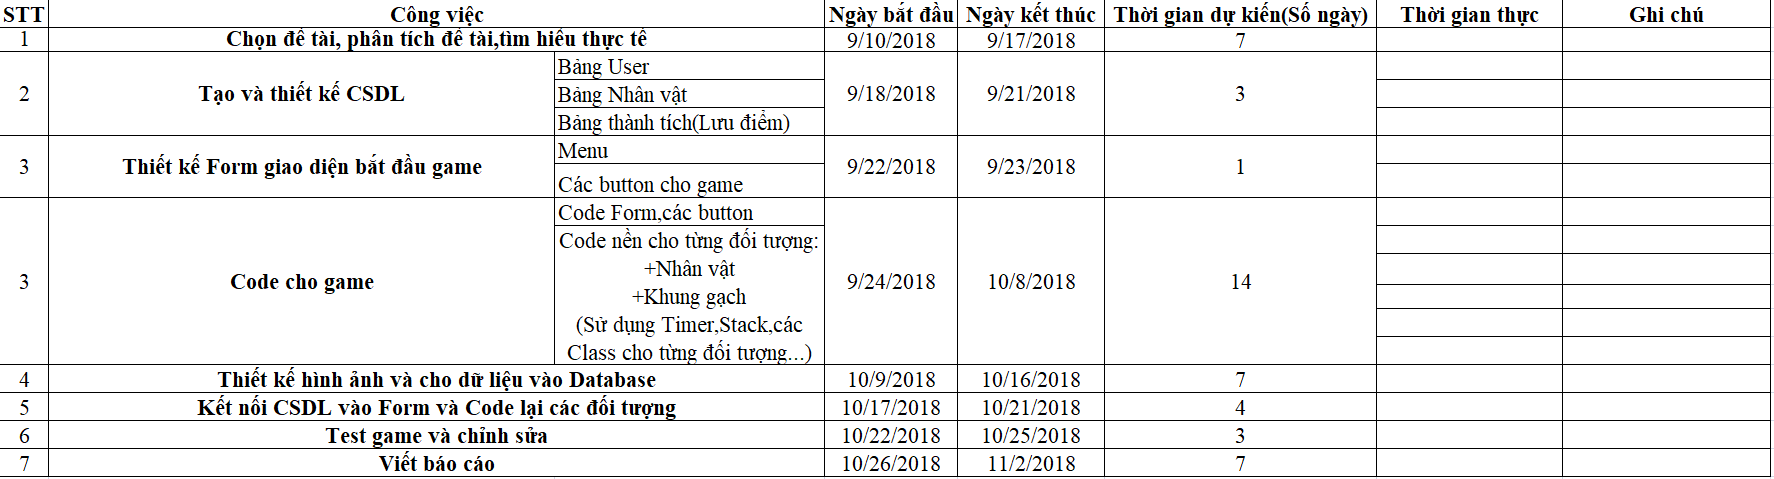 STT Công việc Ngày bắt đầu Ngày kết thúc Thời gian dự kiến(Số ngày) Thời gian thực Ghi chú
1 Chọn đề tài, phân tích đề tài,tìm hiểu thực tế 9/10/2018 9/17/2018 7
2 Tạo và thiết kế CSDL 9/18/2018 9/21/2018 3
Bảng User
Bảng Nhân vật
Bảng thành tích(Lưu điểm)
3 Thiết kế Form giao diện bắt đầu game 9/22/2018 9/23/2018 1
Menu
Các button cho game
3 Code cho game 9/24/2018 10/8/2018 14
Code Form,các button
Code nền cho từng đối tượng:
+Nhân vật
+Khung gạch
(Sử dụng Timer,Stack,các
Class cho từng đối tượng...)
4 Thiết kế hình ảnh và cho dữ liệu vào Database 10/9/2018 10/16/2018 7
5 Kết nối CSDL vào Form và Code lại các đối tượng 10/17/2018 10/21/2018 4
6 Test game và chỉnh sửa 10/22/2018 10/25/2018 3
7 Viết báo cáo 10/26/2018 11/2/2018 7